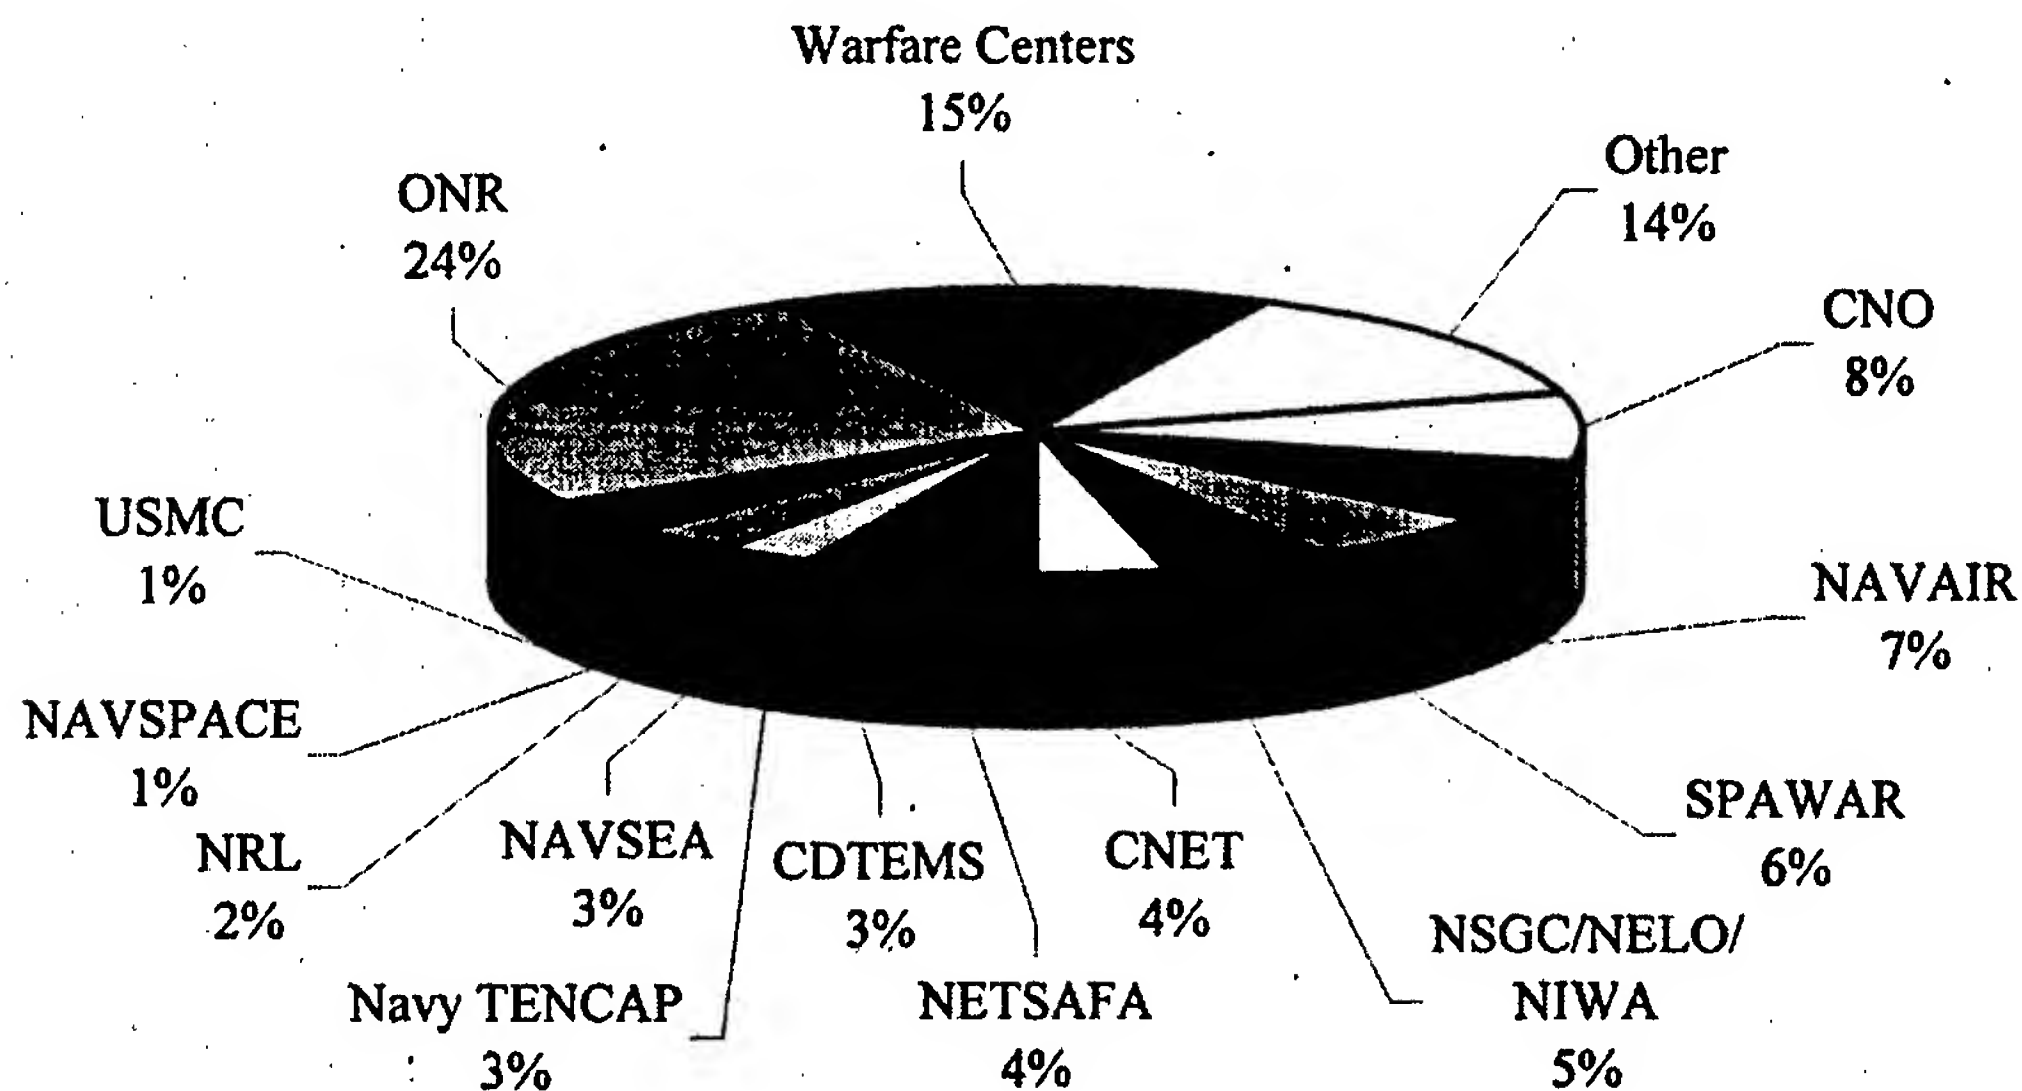 Warfare Centers
15%
Other
14%
ONR
24%
CNO
8%
USMC
1%
NAVAIR
7%
NAVSPACE
1%
SPAWAR
6%
NRL
2%
NAVSEA
3%
CDTEMS
3%
CNET
4%
NSGC/NELO/
NIWA
5%
Navy TENCAP
3%
NETSAFA
4%